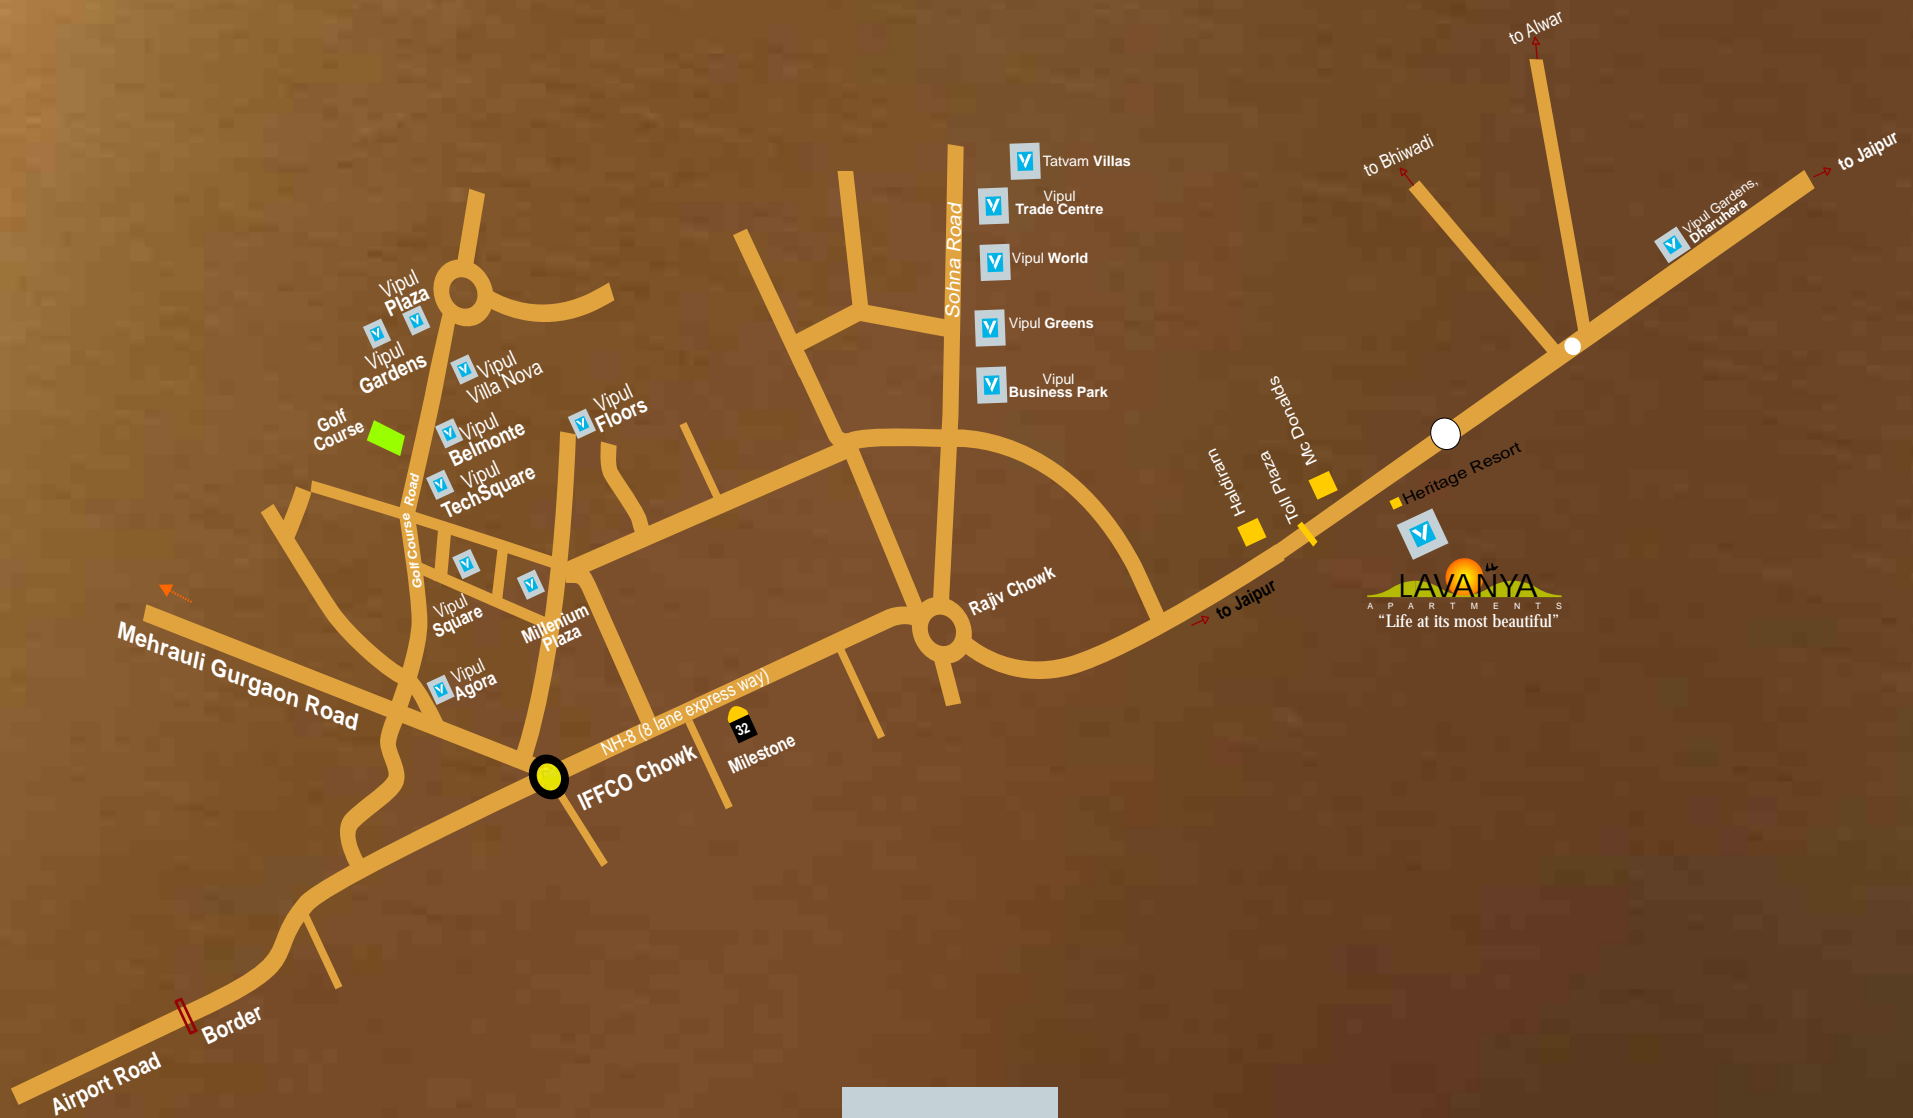 to Alwar
to Bhiwadi
to Jaipur
Vipul Gardens,
Dharuhera
Tatvam Villas
Vipul
Trade Centre
Vipul World
Vipul Greens
Vipul
Business Park
Sohna Road
Vipul
Plaza
Vipul
Gardens
Vipul
Villa Nova
Golf
Course
Vipul
Belmonte
Vipul
Floors
Vipul
TechSquare
Golf Course Road
Vipul
Square
Millenium
Plaza
Vipul
Agora
Mehrauli Gurgaon Road
Haldiram
Toll Plaza
Mc Donalds
Heritage Resort
LAVANYA
APARTMENTS
“Life at its most beautiful”
Rajiv Chowk
to Jaipur
NH-8 (8 lane express way)
IFFCO Chowk
32
Milestone
Border
Airport Road